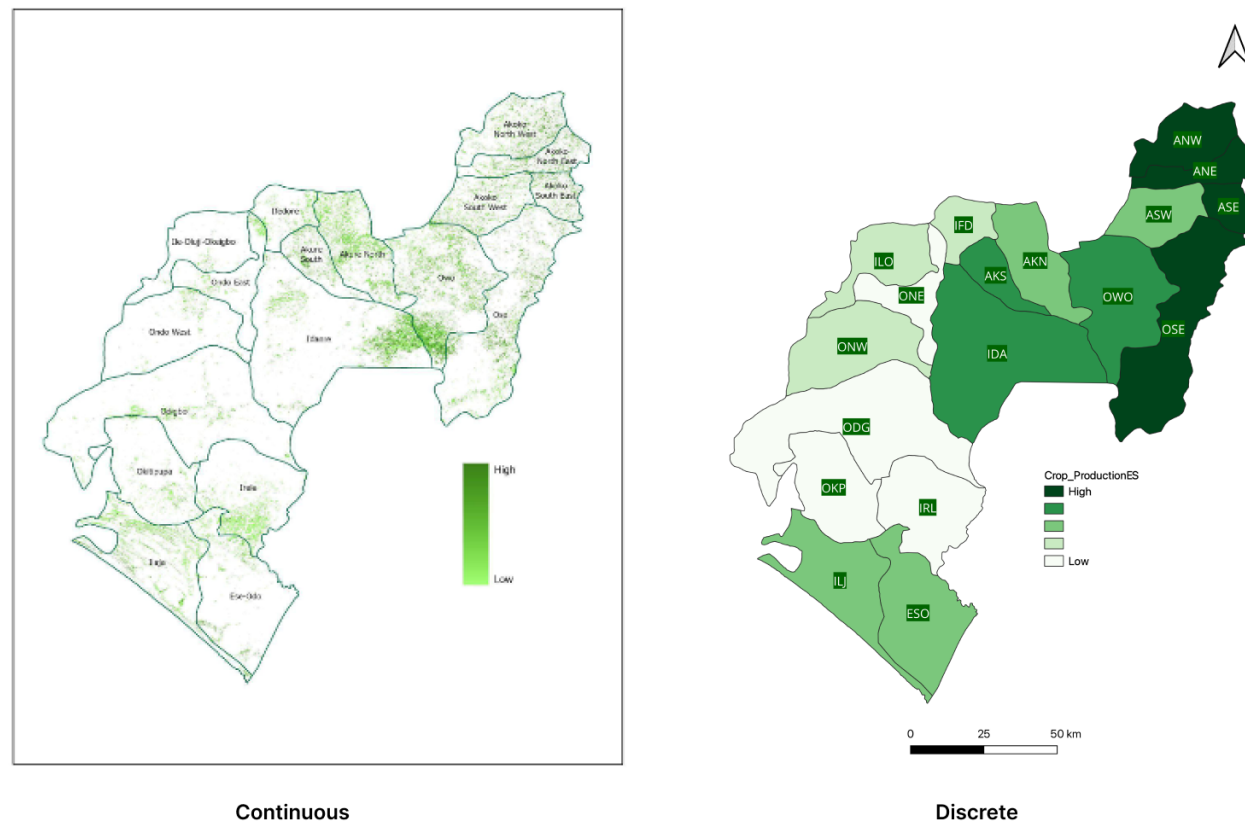 Akoko-
North West
Akoko-
North East
Akoko
South East
Akoko
South West
Ifedore
Ile-Oluji-Okeigbo
Akure
South
Akure North
Owo
Ondo East
Ose
Ondo West
Idanre
Odigbo
Okitipupa
Irele
Ilaje
Ese-Odo
High
Low
ANW
ANE
ASE
ASW
IFD
ILO
AKN
AKS
ONE
OWO
OSE
ONW
IDA
ODG
OKP
IRL
ILJ
ESO
Crop_ProductionES
High
Low
0 25 50 km
Continuous
Discrete